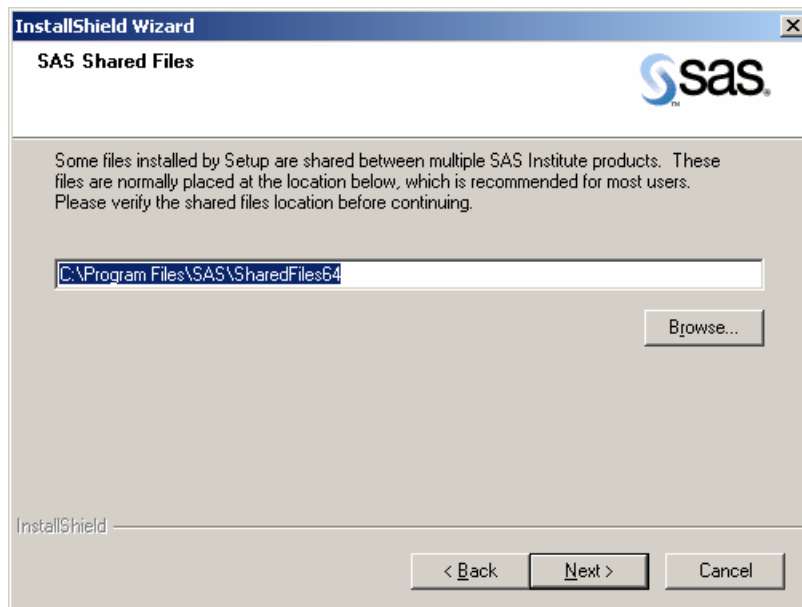 InstallShield Wizard
SAS Shared Files
sas.
TM
®
Some files installed by Setup are shared between multiple SAS Institute products.  These
files are normally placed at the location below, which is recommended for most users.
Please verify the shared files location before continuing.
C:\Program Files\SAS\SharedFiles64
Browse...
InstallShield
< Back
Next >
Cancel